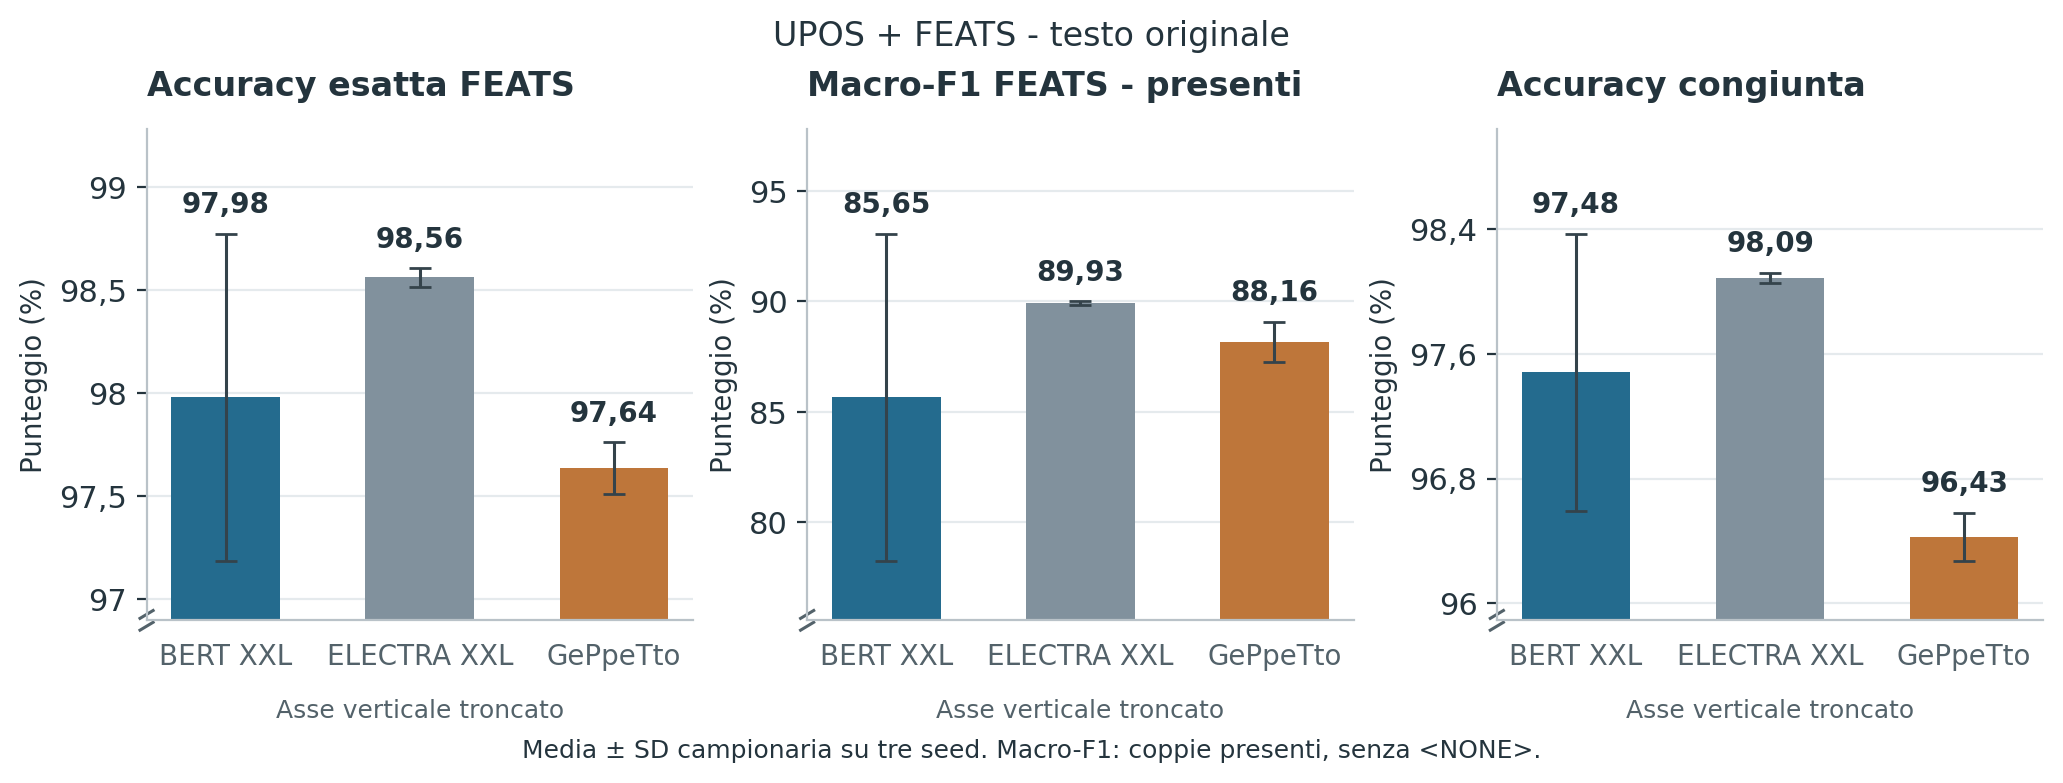 UPOS + FEATS - testo originale
Accuracy esatta FEATS
Punteggio (%)
99
98,5
98
97,5
97
97,98
98,56
97,64
BERT XXL
ELECTRA XXL
GePpeTto
Asse verticale troncato
Macro-F1 FEATS - presenti
Punteggio (%)
95
90
85
80
85,65
89,93
88,16
BERT XXL
ELECTRA XXL
GePpeTto
Asse verticale troncato
Accuracy congiunta
Punteggio (%)
98,4
97,6
96,8
96
97,48
98,09
96,43
BERT XXL
ELECTRA XXL
GePpeTto
Asse verticale troncato
Media ± SD campionaria su tre seed. Macro-F1: coppie presenti, senza <NONE>.